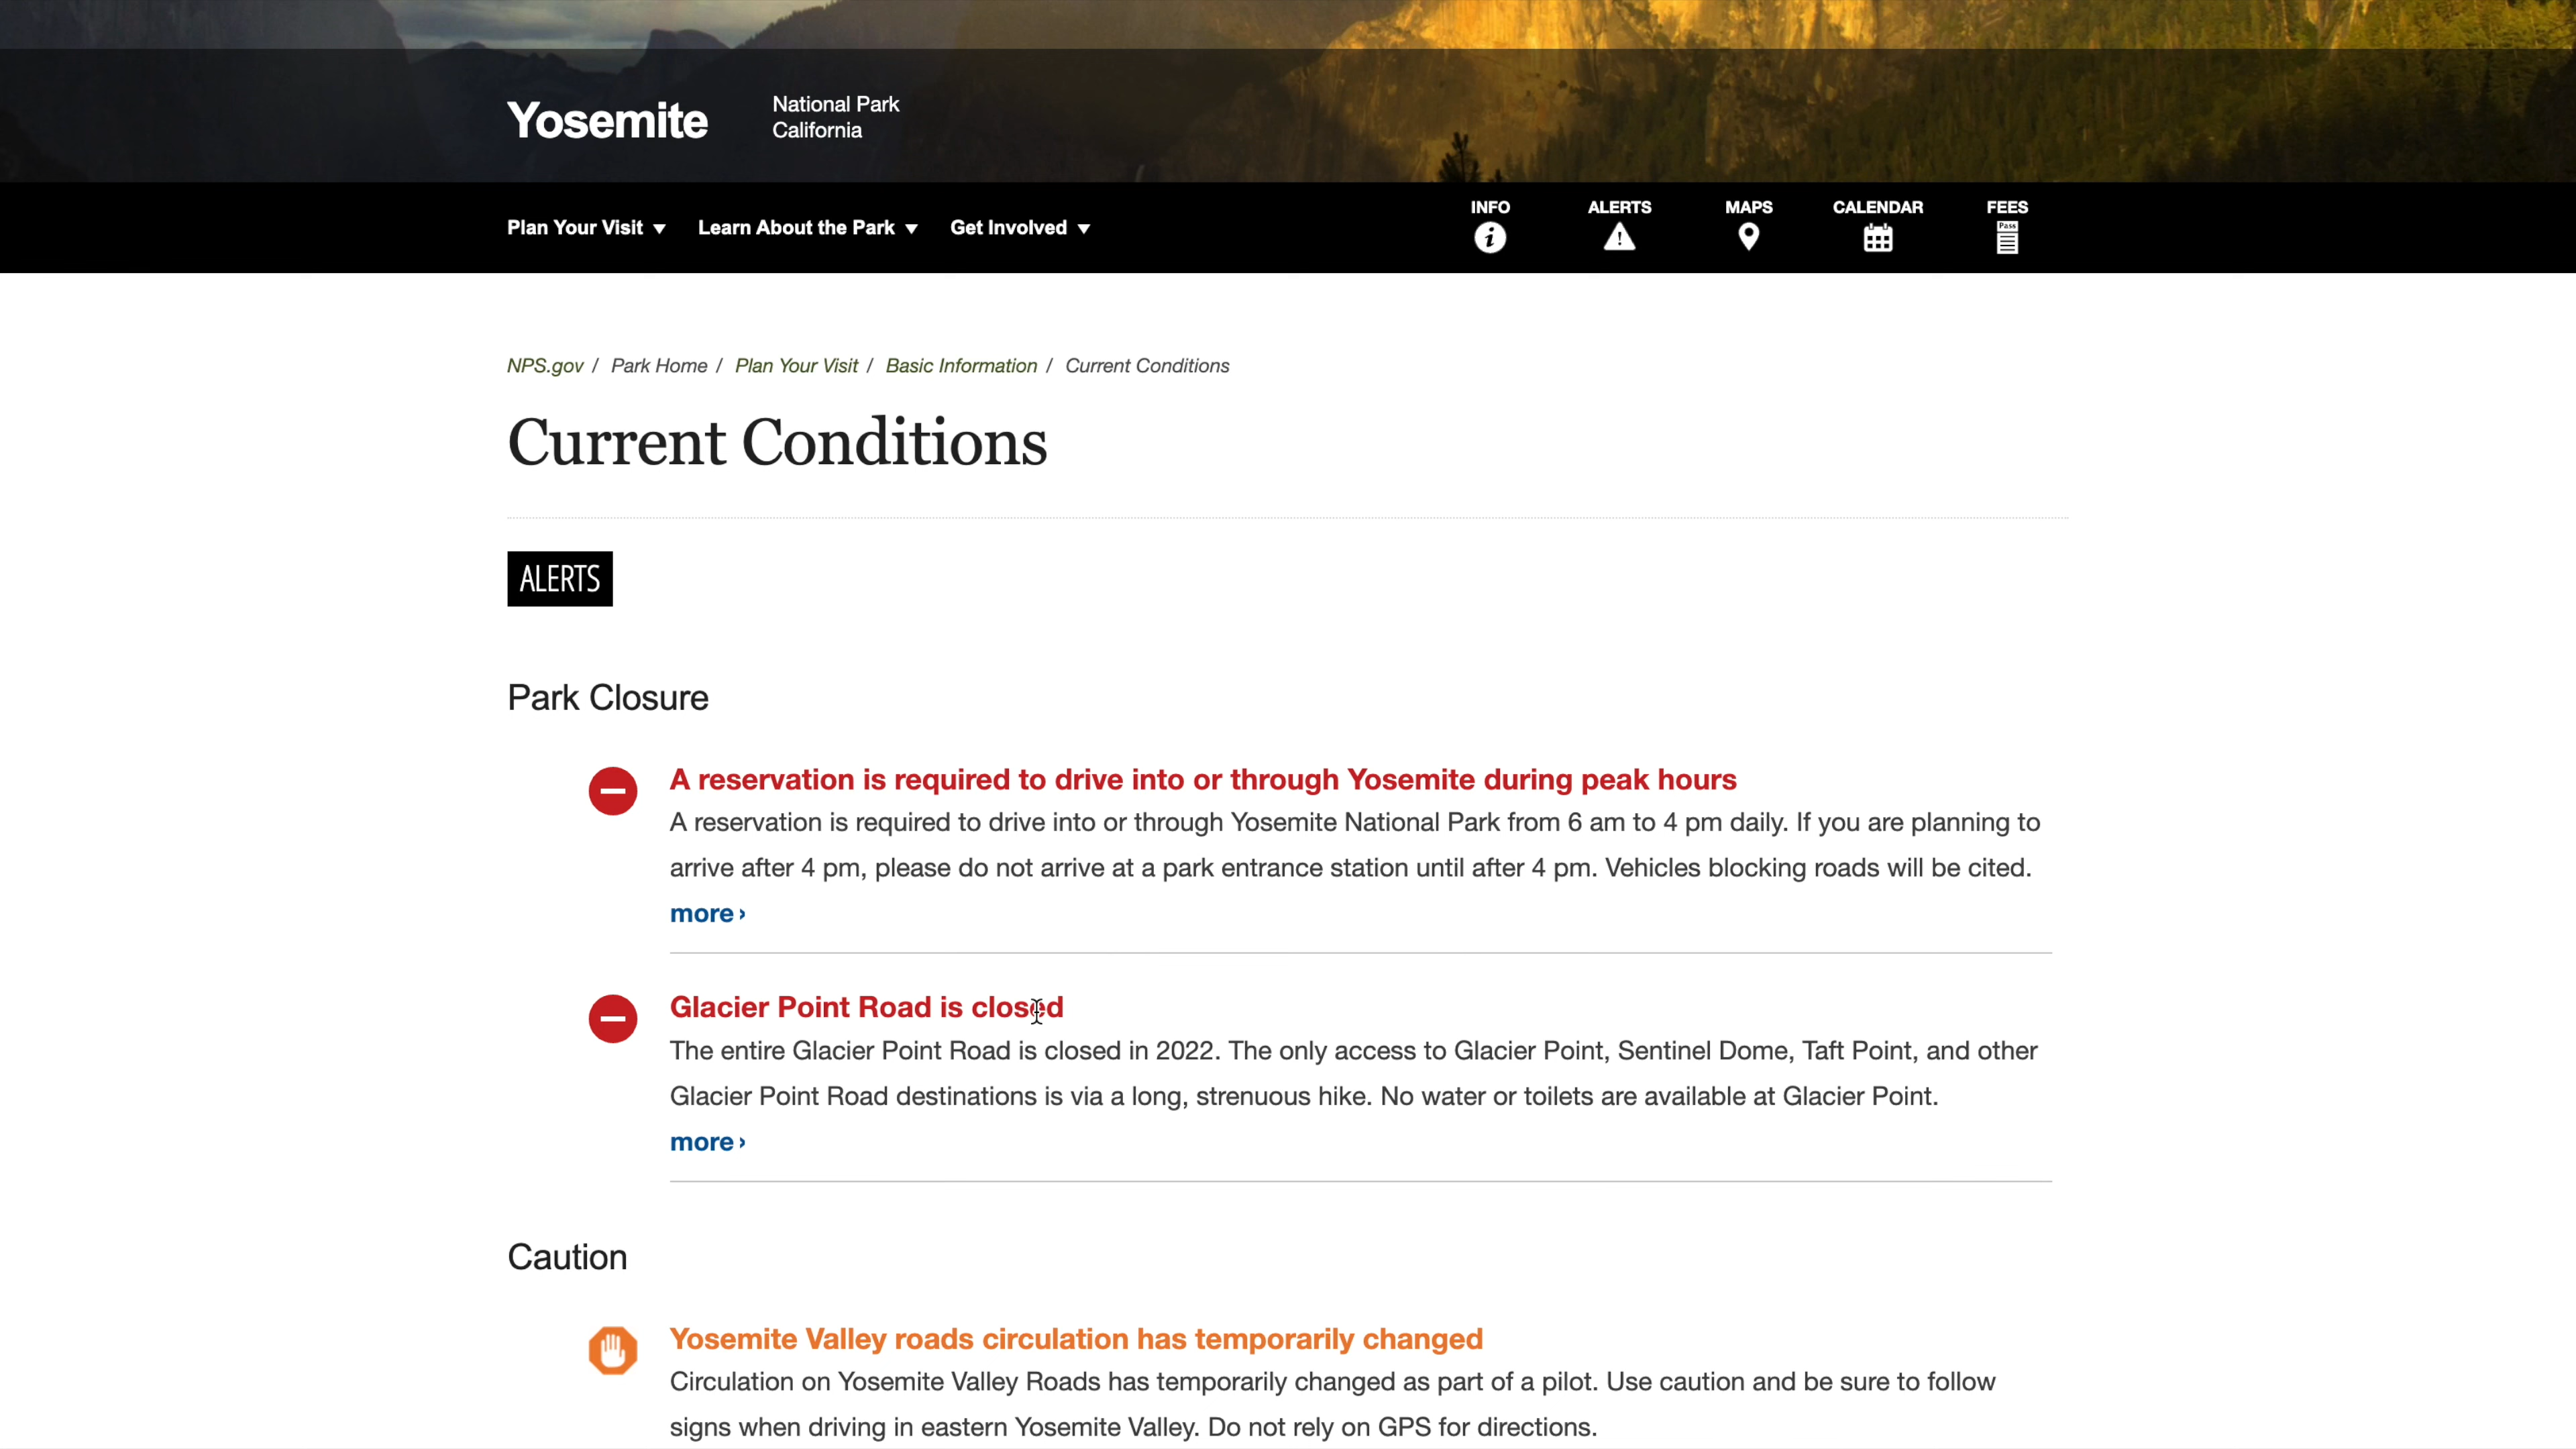 Yosemite
National Park
California
Plan Your Visit
Learn About the Park
Get Involved
INFO
ALERTS
MAPS
CALENDAR
FEES
Pass
NPS.gov / Park Home / Plan Your Visit / Basic Information / Current Conditions
Current Conditions
ALERTS
Park Closure
A reservation is required to drive into or through Yosemite during peak hours
A reservation is required to drive into or through Yosemite National Park from 6 am to 4 pm daily. If you are planning to
arrive after 4 pm, please do not arrive at a park entrance station until after 4 pm. Vehicles blocking roads will be cited.
more ›
Glacier Point Road is closed
The entire Glacier Point Road is closed in 2022. The only access to Glacier Point, Sentinel Dome, Taft Point, and other
Glacier Point Road destinations is via a long, strenuous hike. No water or toilets are available at Glacier Point.
more ›
Caution
Yosemite Valley roads circulation has temporarily changed
Circulation on Yosemite Valley Roads has temporarily changed as part of a pilot. Use caution and be sure to follow
signs when driving in eastern Yosemite Valley. Do not rely on GPS for directions.